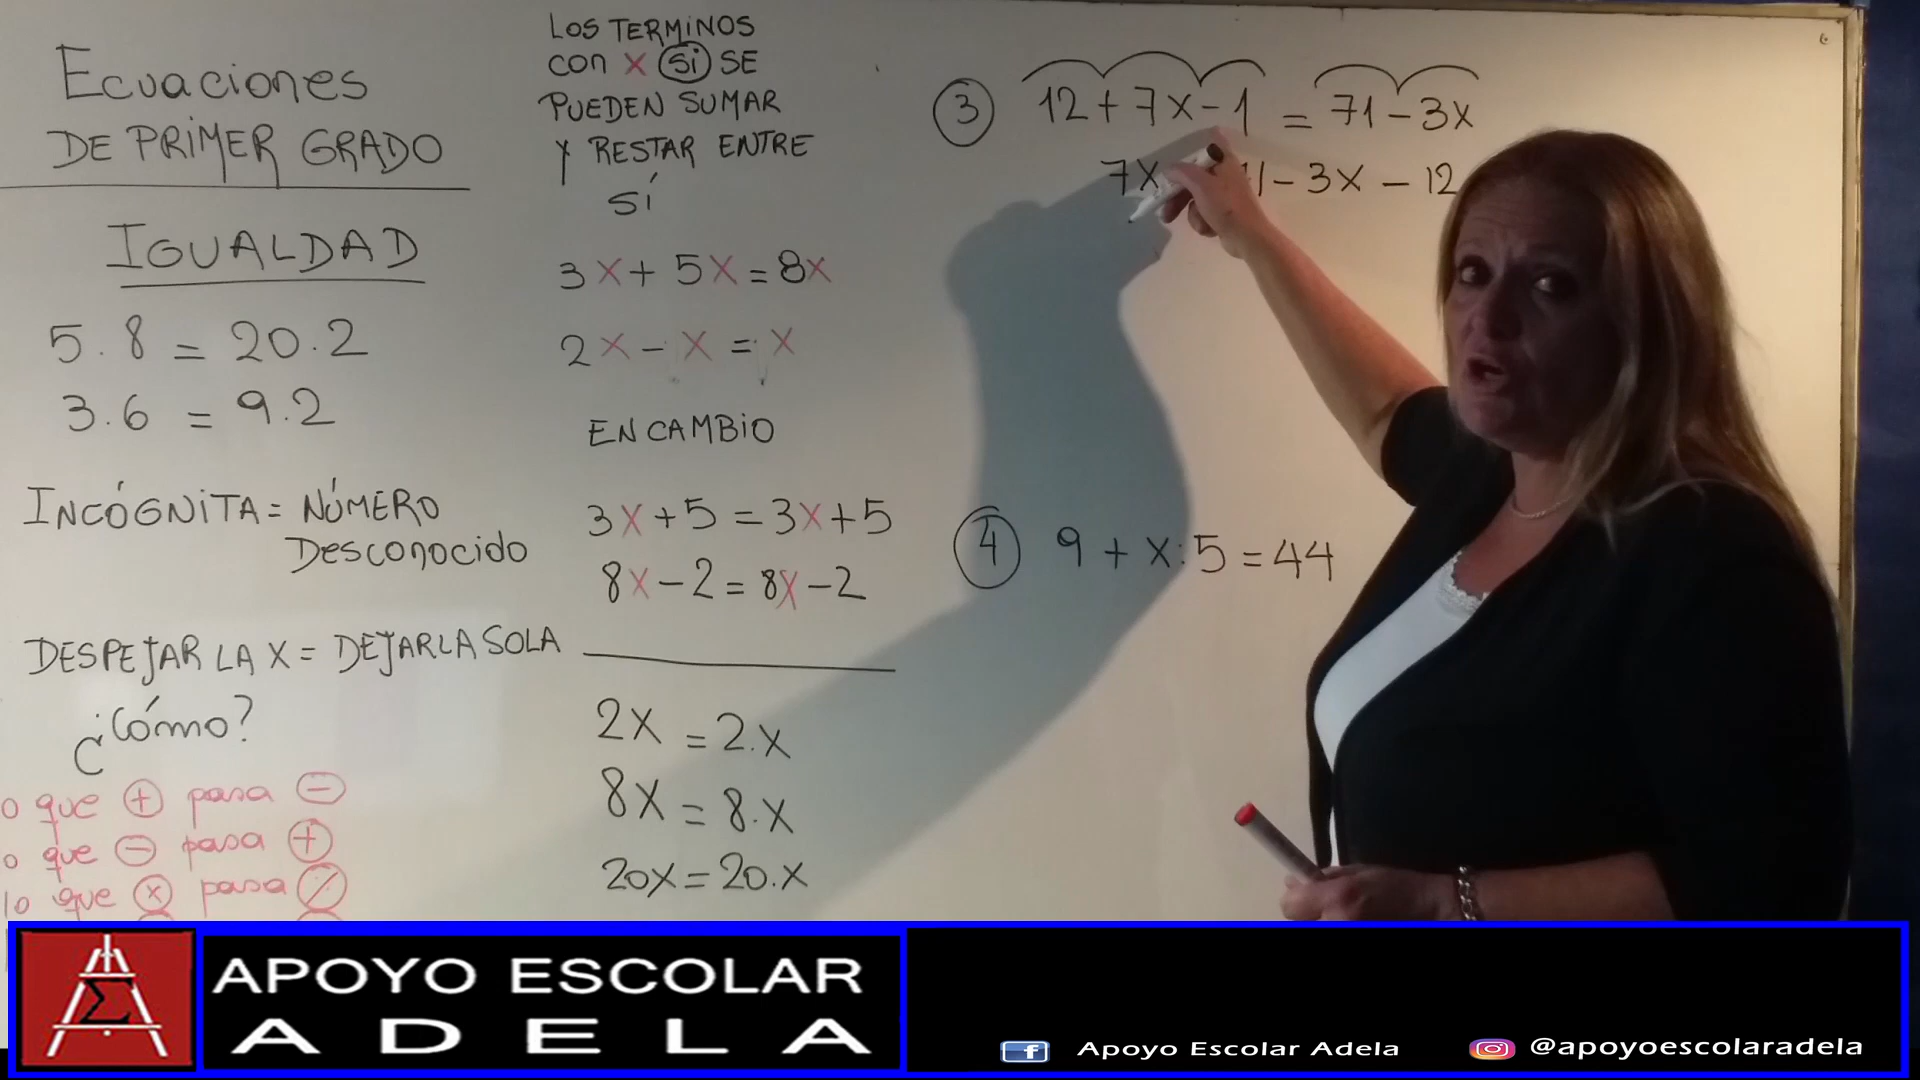 Ecuaciones
DE PRIMER GRADO
IGUALDAD
5.8 = 20.2
3.6 = 9.2
INCÓGNITA = NÚMERO
Desconocido
DESPEJAR LA X = DEJARLA SOLA
¿Cómo?
o que + pasa -
o que - pasa +
lo que x pasa /
LOS TERMINOS
con x si SE
PUEDEN SUMAR
Y RESTAR ENTRE
SÍ
3x + 5x = 8x
2x - x = x
EN CAMBIO
3x + 5 = 3x + 5
8x - 2 = 8x - 2
2x = 2.x
8x = 8.x
20x = 20.x
3 12 + 7x - 1 = 71 - 3x
7x 1 - 3x - 12
4 9 + x : 5 = 44
APOYO ESCOLAR
ADELA
Apoyo Escolar Adela
@apoyoescolaradela